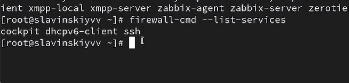 ient xmpp-local xmpp-server zabbix-agent zabbix-server zerotie
[root@slavinskiyvv ~]# firewall-cmd --list-services
cockpit dhcpv6-client ssh
[root@slavinskiyvv ~]#